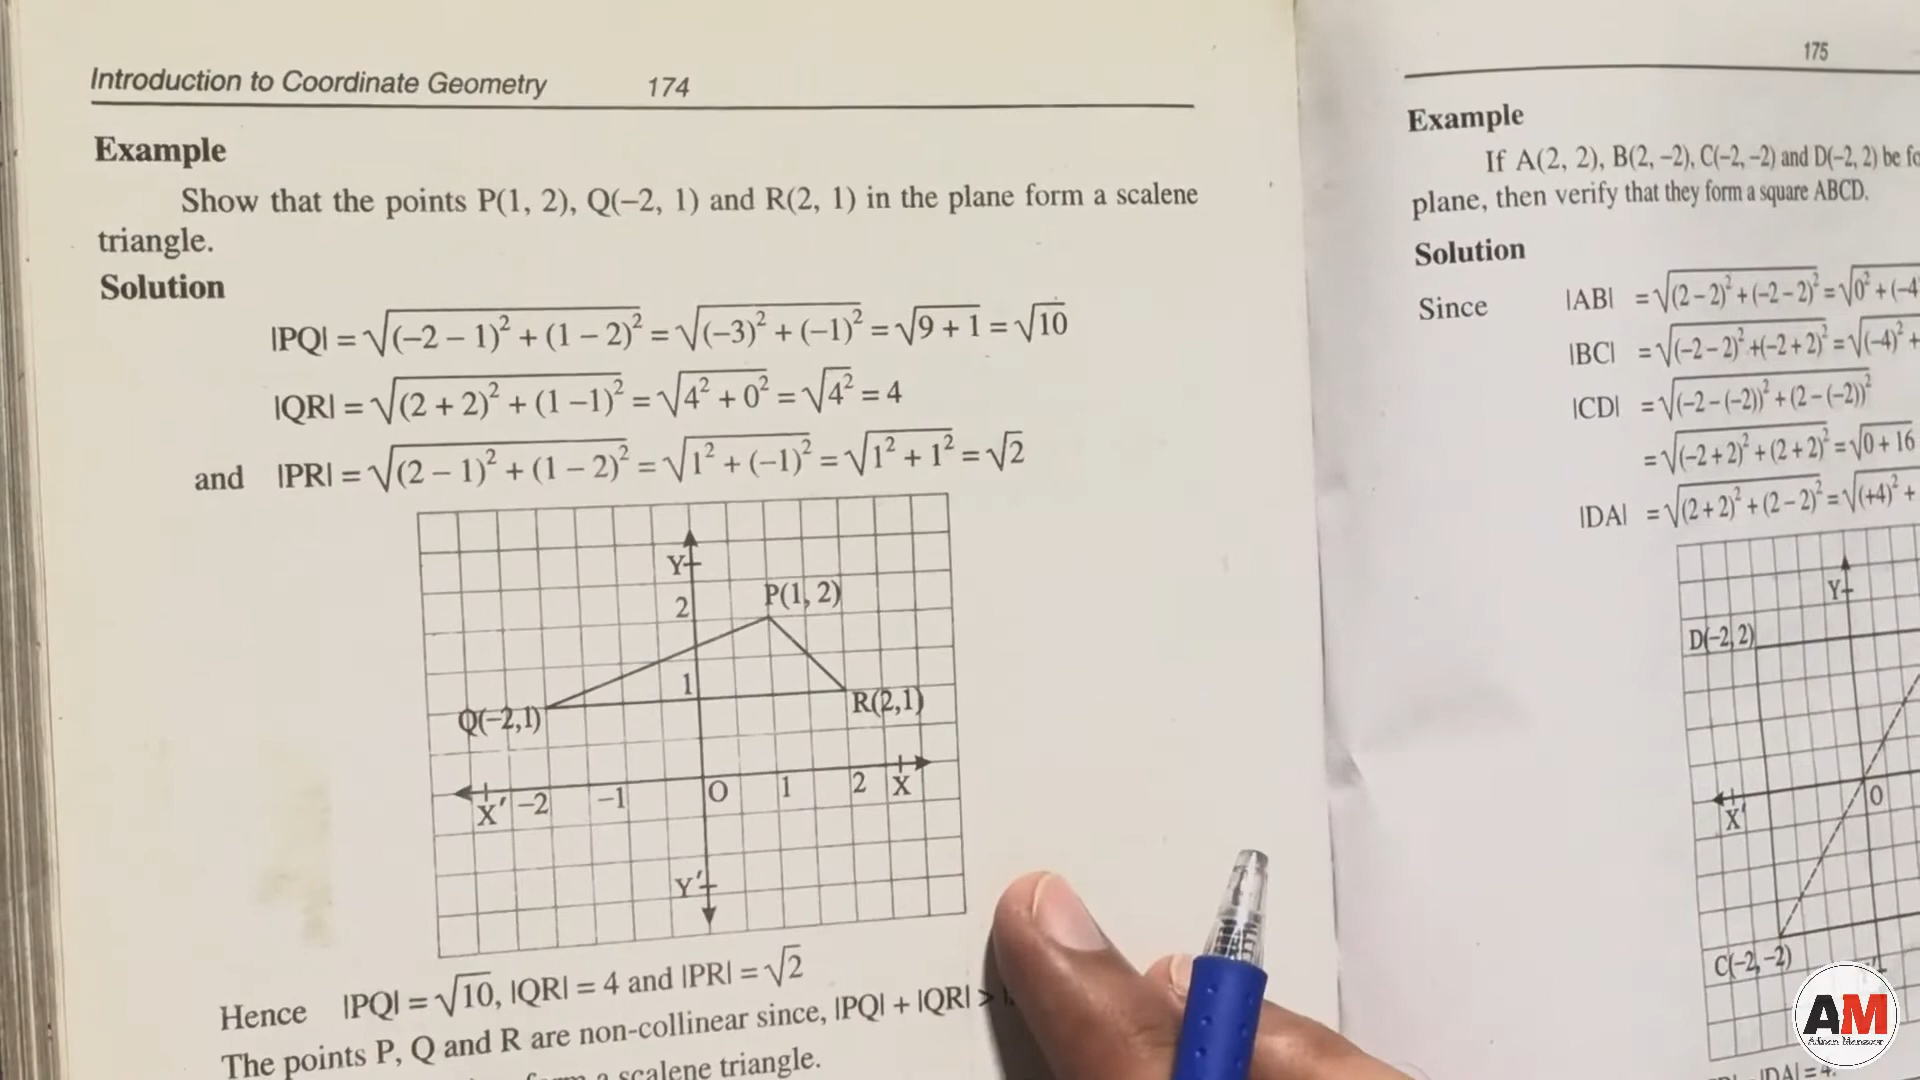 Introduction to Coordinate Geometry 174
Example
Show that the points P(1, 2), Q(−2, 1) and R(2, 1) in the plane form a scalene
triangle.
Solution
|PQ| = √(−2 − 1)² + (1 − 2)² = √(−3)² + (−1)² = √9 + 1 = √10
|QR| = √(2 + 2)² + (1 −1)² = √4² + 0² = √4² = 4
and |PR| = √(2 − 1)² + (1 − 2)² = √1² + (−1)² = √1² + 1² = √2
Y
P(1, 2)
2
1
Q(−2,1)
R(2,1)
X′ −2 −1 O 1 2 X
Y′
Hence |PQ| = √10, |QR| = 4 and |PR| = √2
The points P, Q and R are non-collinear since, |PQ| + |QR| >
a scalene triangle.
175
Example
If A(2, 2), B(2, −2), C(−2, −2) and D(−2, 2) be
plane, then verify that they form a square ABCD.
Solution
Since |AB| = √(2 − 2)² + (−2 − 2)² = √0² + (−4
|BC| = √(−2 − 2)² +(−2 + 2)² = √(−4)² +
|CD| = √(−2 − (−2))² + (2 − (−2))²
= √(−2 + 2)² + (2 + 2)² = √0 + 16
|DA| = √(2 + 2)² + (2 − 2)² = √(+4)² +
Y
D(−2, 2)
X′ O
C(−2, −2)
|DA| = 4.
AM
Adnan Manzoor